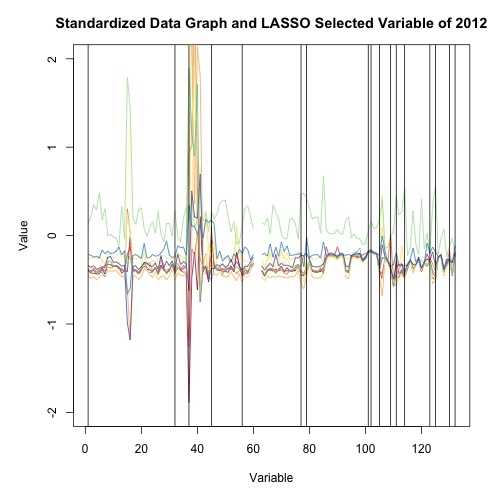 Standardized Data Graph and LASSO Selected Variable of 2012
2
1
0
-1
-2
Value
0 20 40 60 80 100 120
Variable